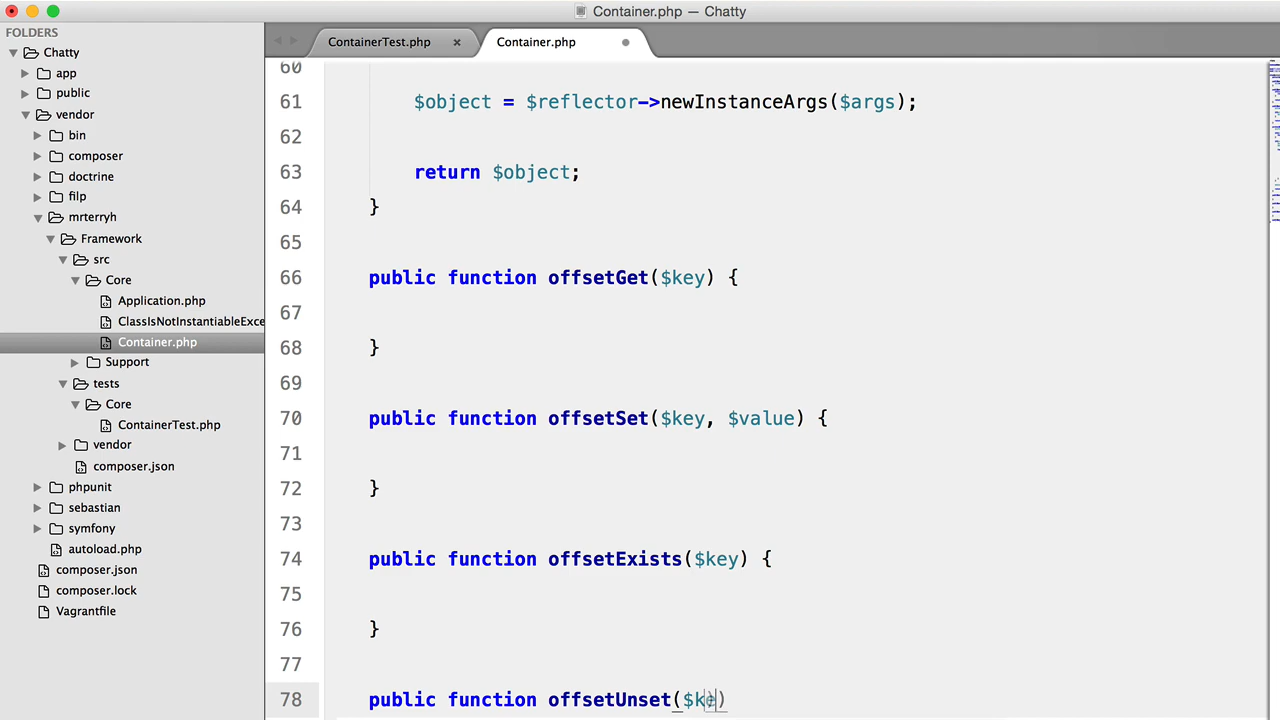 Container.php — Chatty
FOLDERS
Chatty
app
public
vendor
bin
composer
doctrine
filp
mrterryh
Framework
src
Core
Application.php
ClassIsNotInstantiableExce
Container.php
Support
tests
Core
ContainerTest.php
vendor
composer.json
phpunit
sebastian
symfony
autoload.php
composer.json
composer.lock
Vagrantfile
ContainerTest.php × Container.php
60
61 $object = $reflector->newInstanceArgs($args);
62
63 return $object;
64 }
65
66 public function offsetGet($key) {
67
68 }
69
70 public function offsetSet($key, $value) {
71
72 }
73
74 public function offsetExists($key) {
75
76 }
77
78 public function offsetUnset($ke)